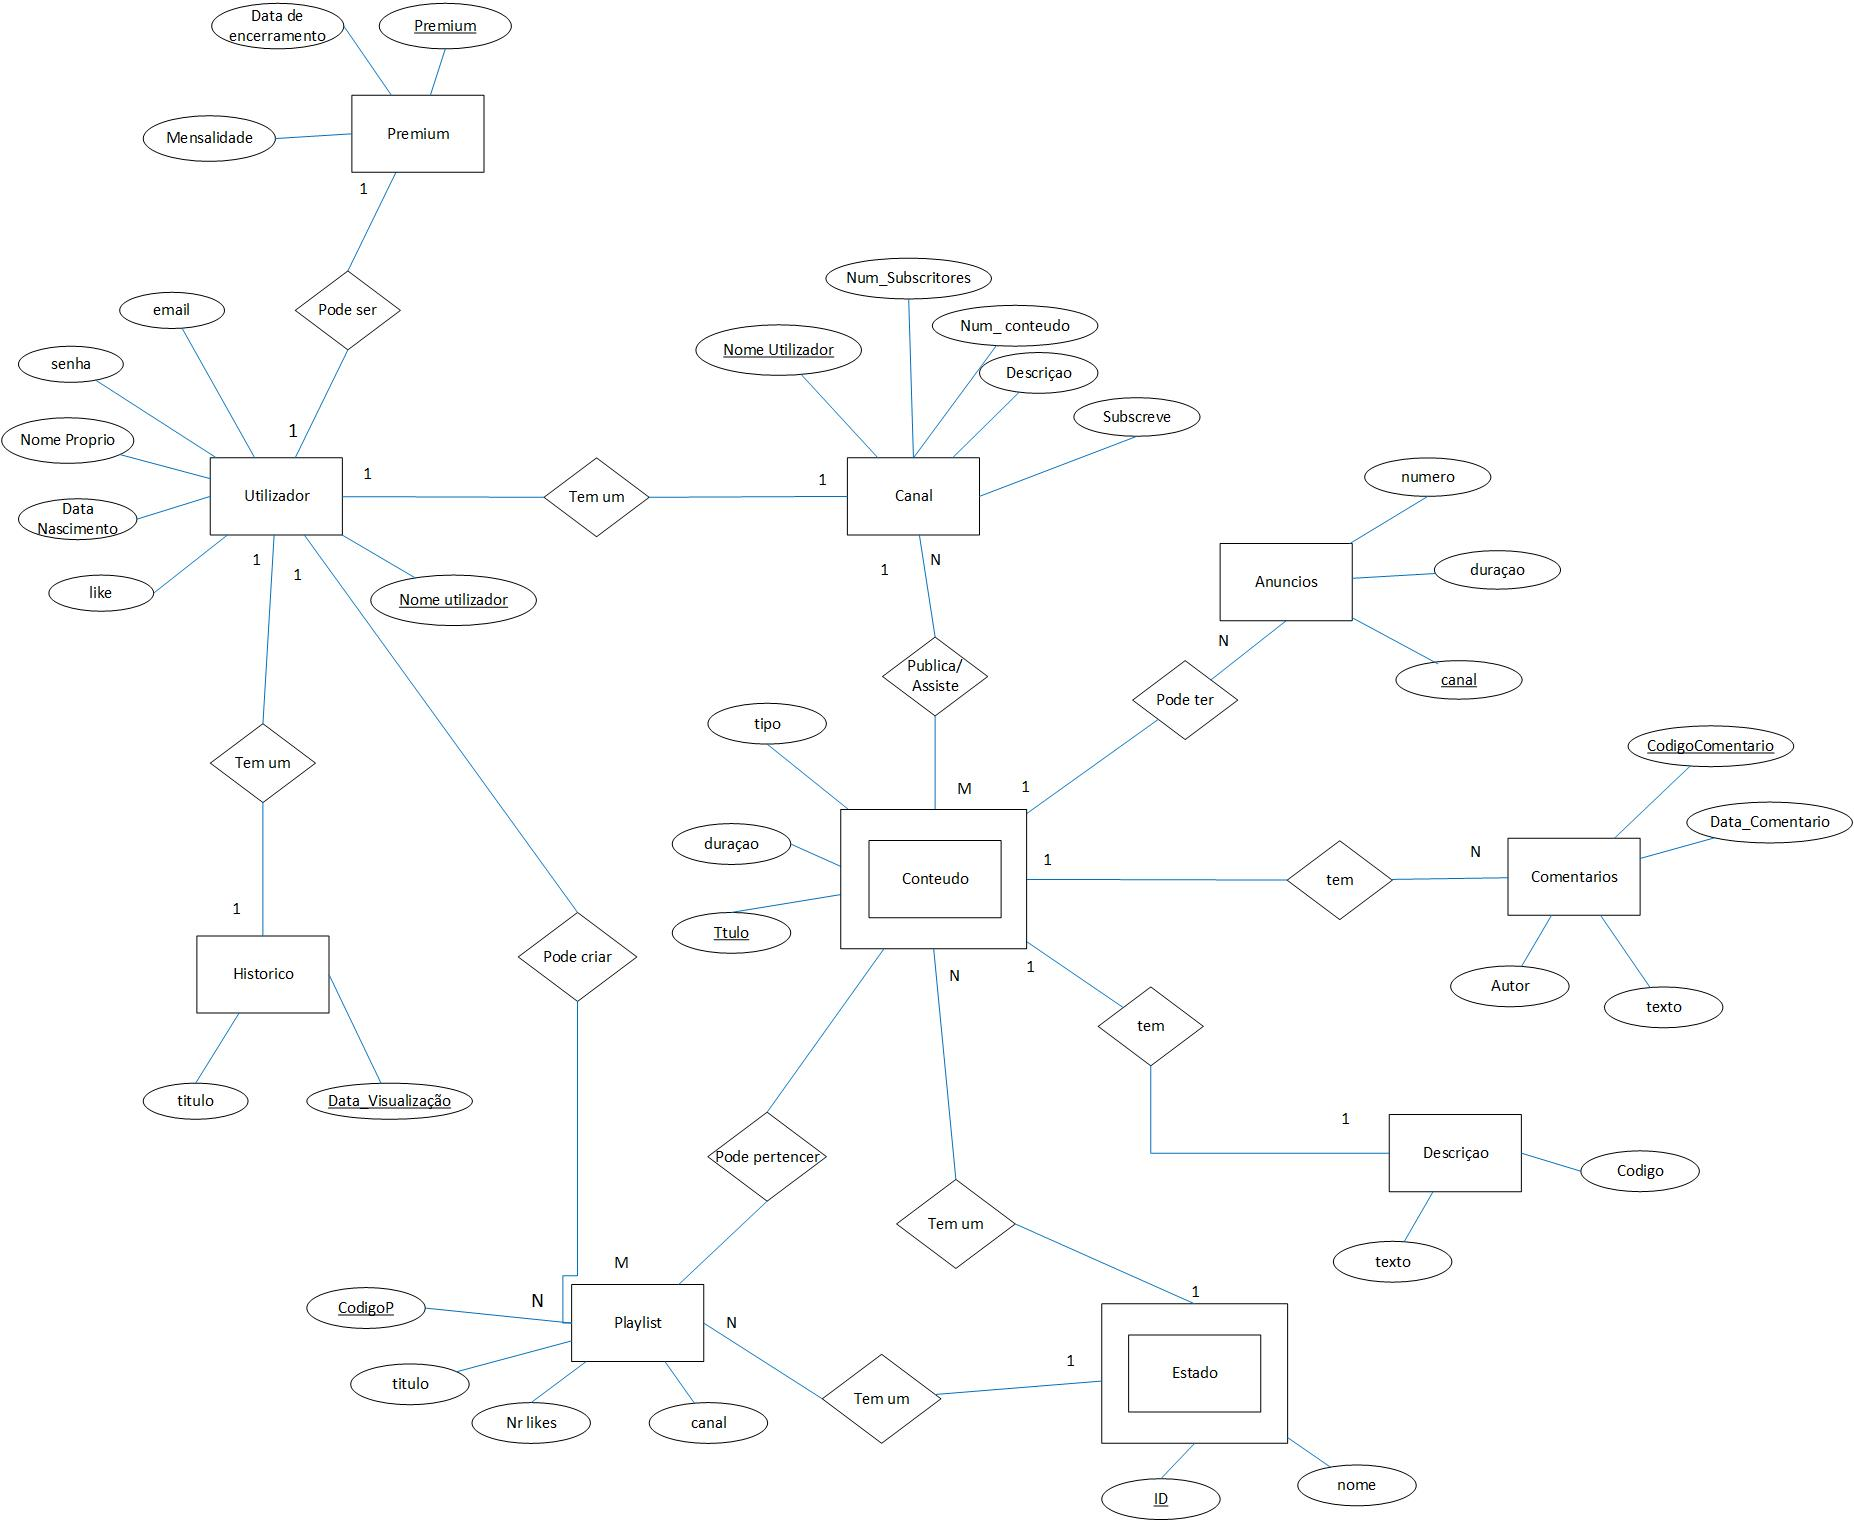 Data de
encerramento
Premium
Mensalidade
Premium
1
Pode ser
1
email
senha
Nome Proprio
Data
Nascimento
like
Utilizador
1
1
1
Nome utilizador
Tem um
1
Num_Subscritores
Num_ conteudo
Nome Utilizador
Descriçao
Subscreve
Canal
1
N
Publica/
Assiste
M
numero
Anuncios
duraçao
N
canal
Pode ter
1
tipo
duraçao
Ttulo
Conteudo
1
tem
N
CodigoComentario
Data_Comentario
Comentarios
Autor
texto
Tem um
1
Historico
titulo
Data_Visualização
Pode criar
N
1
tem
1
Descriçao
Codigo
texto
Pode pertencer
Tem um
M
N
CodigoP
Playlist
N
titulo
Nr likes
canal
Tem um
1
1
Estado
ID
nome